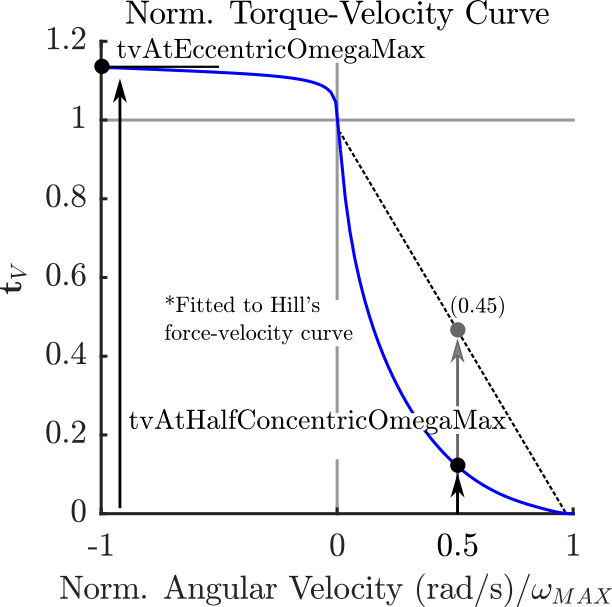 Norm. Torque-Velocity Curve
1.2
tvAtEccentricOmegaMax
1
0.8
0.6
t_V
*Fitted to Hill's
force-velocity curve
(0.45)
0.4
tvAtHalfConcentricOmegaMax
0.2
0
-1
0
0.5
1
Norm. Angular Velocity (rad/s)/ω_MAX